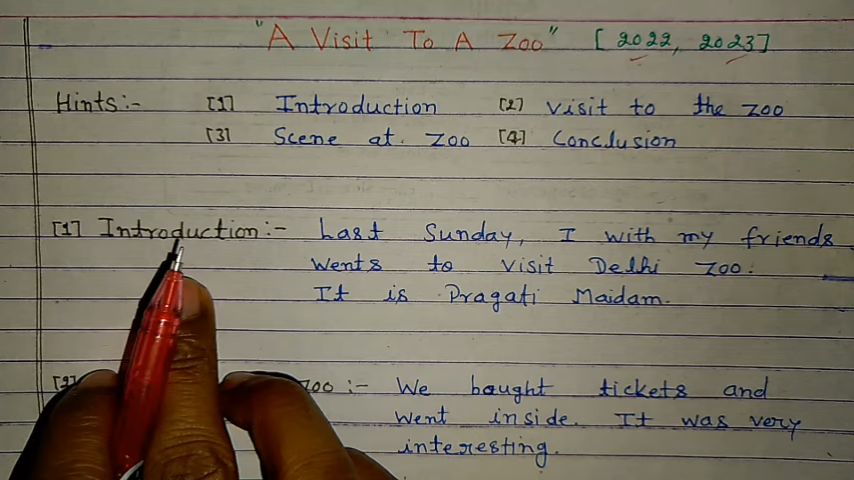 "A Visit To A Zoo" [2022, 2023]
Hints:- [1] Introduction [2] Visit to the zoo
[3] Scene at zoo [4] Conclusion
[1] Introduction:- Last Sunday, I with my friends
wents to visit Delhi zoo.
It is Pragati Maidam.
[2] zoo :- We bought tickets and
went inside. It was very
interesting.